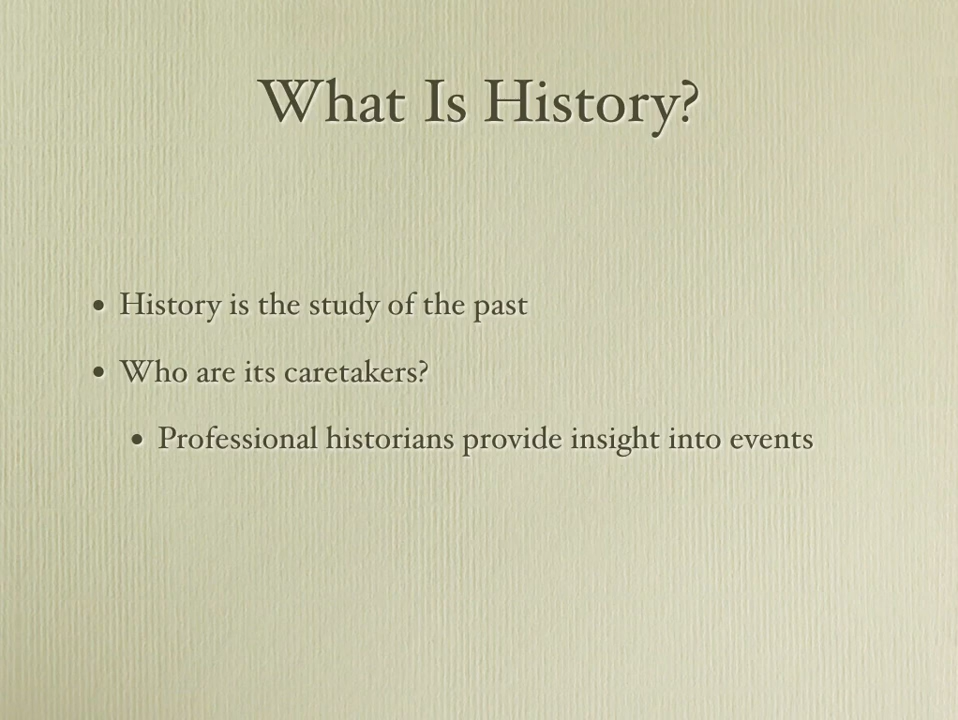 What Is History?
• History is the study of the past
• Who are its caretakers?
• Professional historians provide insight into events